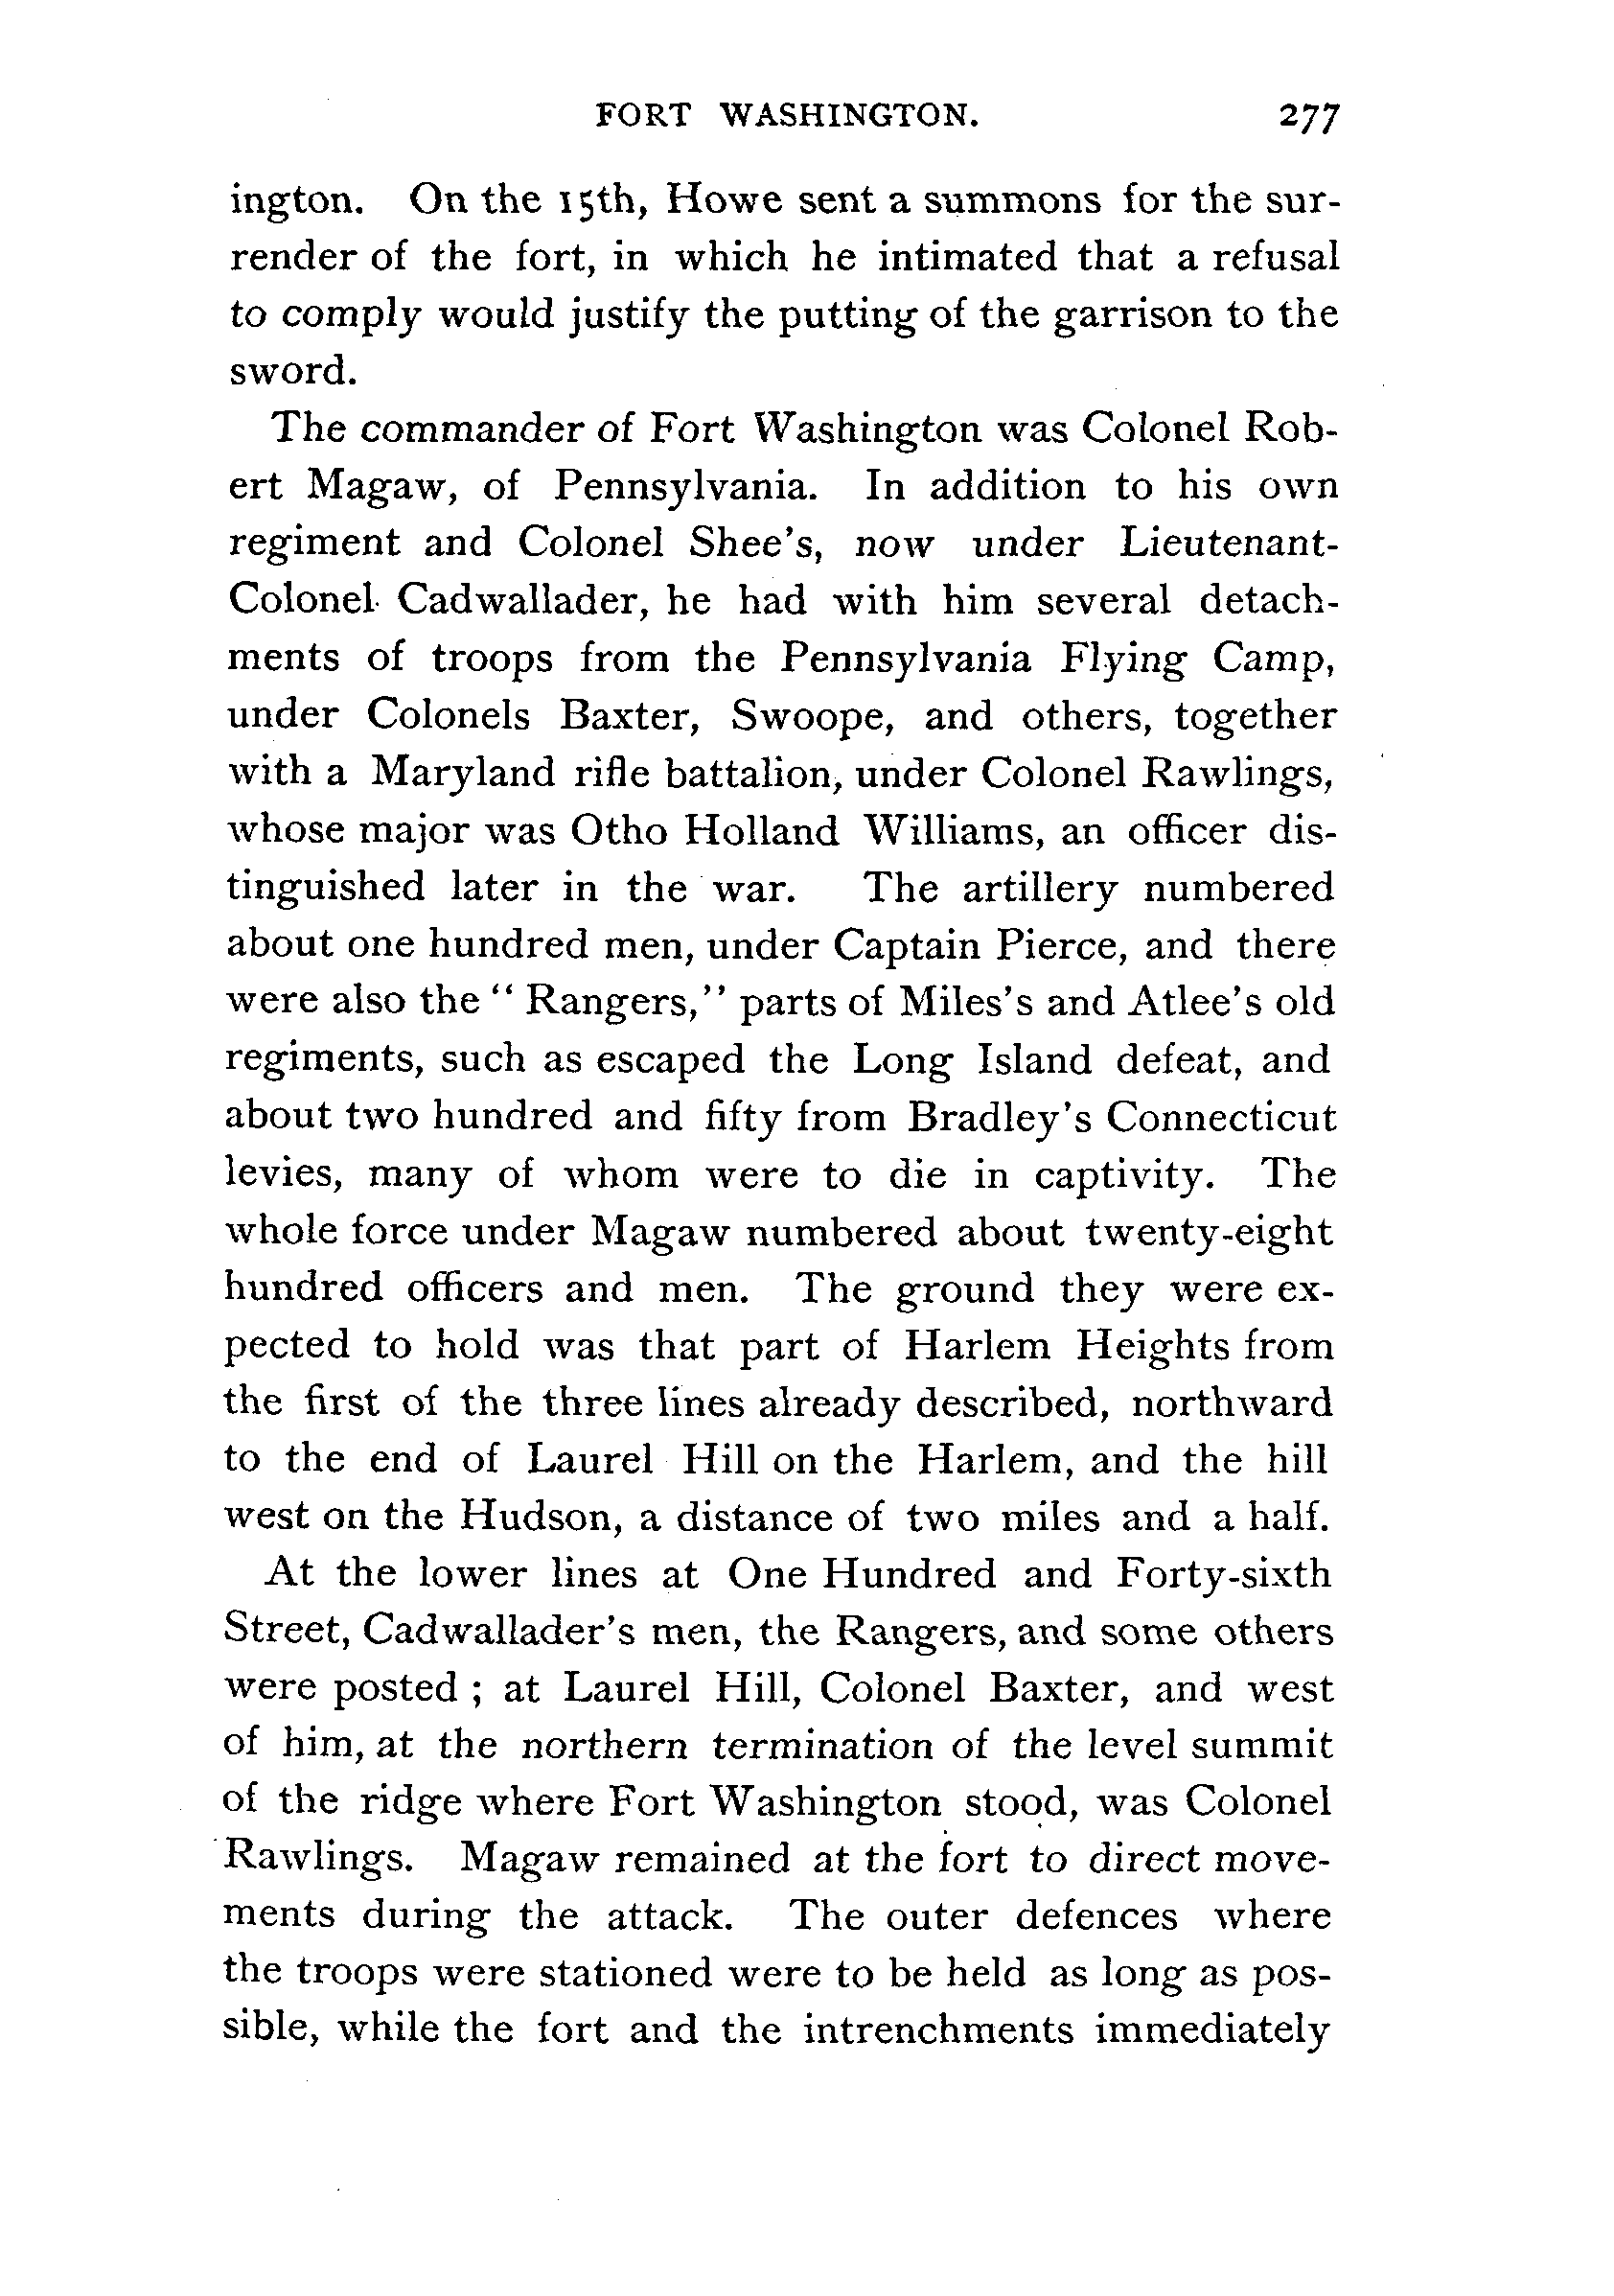 FORT WASHINGTON. 277
ington. On the 15th, Howe sent a summons for the sur-
render of the fort, in which he intimated that a refusal
to comply would justify the putting of the garrison to the
sword.
The commander of Fort Washington was Colonel Rob-
ert Magaw, of Pennsylvania. In addition to his own
regiment and Colonel Shee's, now under Lieutenant-
Colonel Cadwallader, he had with him several detach-
ments of troops from the Pennsylvania Flying Camp,
under Colonels Baxter, Swoope, and others, together
with a Maryland rifle battalion, under Colonel Rawlings,
whose major was Otho Holland Williams, an officer dis-
tinguished later in the war. The artillery numbered
about one hundred men, under Captain Pierce, and there
were also the " Rangers," parts of Miles's and Atlee's old
regiments, such as escaped the Long Island defeat, and
about two hundred and fifty from Bradley's Connecticut
levies, many of whom were to die in captivity. The
whole force under Magaw numbered about twenty-eight
hundred officers and men. The ground they were ex-
pected to hold was that part of Harlem Heights from
the first of the three lines already described, northward
to the end of Laurel Hill on the Harlem, and the hill
west on the Hudson, a distance of two miles and a half.
At the lower lines at One Hundred and Forty-sixth
Street, Cadwallader's men, the Rangers, and some others
were posted ; at Laurel Hill, Colonel Baxter, and west
of him, at the northern termination of the level summit
of the ridge where Fort Washington stood, was Colonel
Rawlings. Magaw remained at the fort to direct move-
ments during the attack. The outer defences where
the troops were stationed were to be held as long as pos-
sible, while the fort and the intrenchments immediately